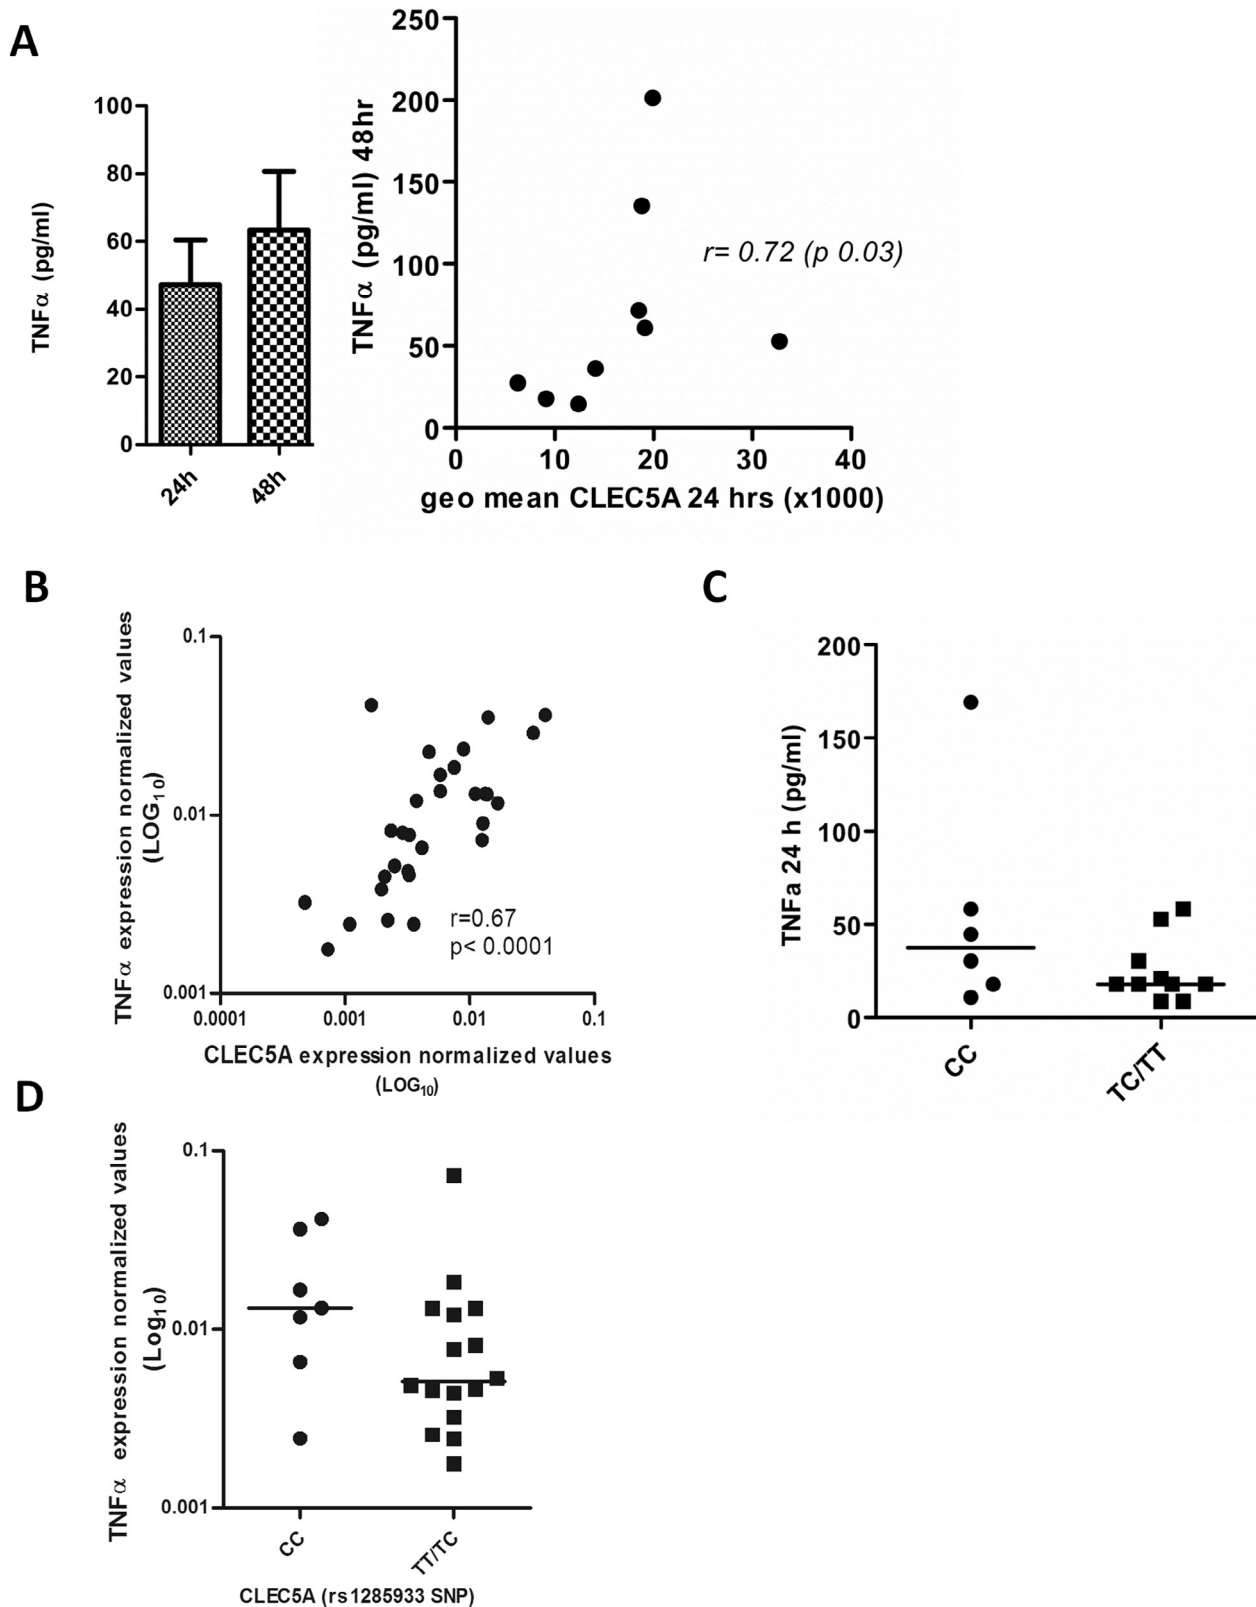 A
100
80
60
40
20
0
TNFα (pg/ml)
24h
48h
250
200
150
100
50
0
TNFα (pg/ml) 48hr
r= 0.72 (p 0.03)
0 10 20 30 40
geo mean CLEC5A 24 hrs (x1000)
B
TNFα expression normalized values
(LOG10)
0.1
0.01
0.001
r=0.67
p< 0.0001
0.0001 0.001 0.01 0.1
CLEC5A expression normalized values
(LOG10)
C
TNFa 24 h (pg/ml)
200
150
100
50
0
CC
TC/TT
D
TNFα expression normalized values
(Log10)
0.1
0.01
0.001
CC
TT/TC
CLEC5A (rs1285933 SNP)